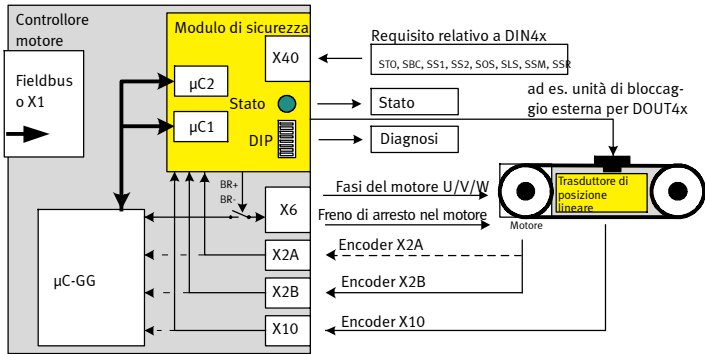 Controllore
motore
Fieldbus
o X1
Modulo di sicurezza
X40
µC2
Stato
µC1
DIP
BR+
BR-
X6
X2A
X2B
X10
µC-GG
Requisito relativo a DIN4x
STO, SBC, SS1, SS2, SOS, SLS, SSM, SSR
Stato
Diagnosi
ad es. unità di bloccag-
gio esterna per DOUT4x
Fasi del motore U/V/W
Freno di arresto nel motore
Trasduttore di
posizione
lineare
Motore
Encoder X2A
Encoder X2B
Encoder X10